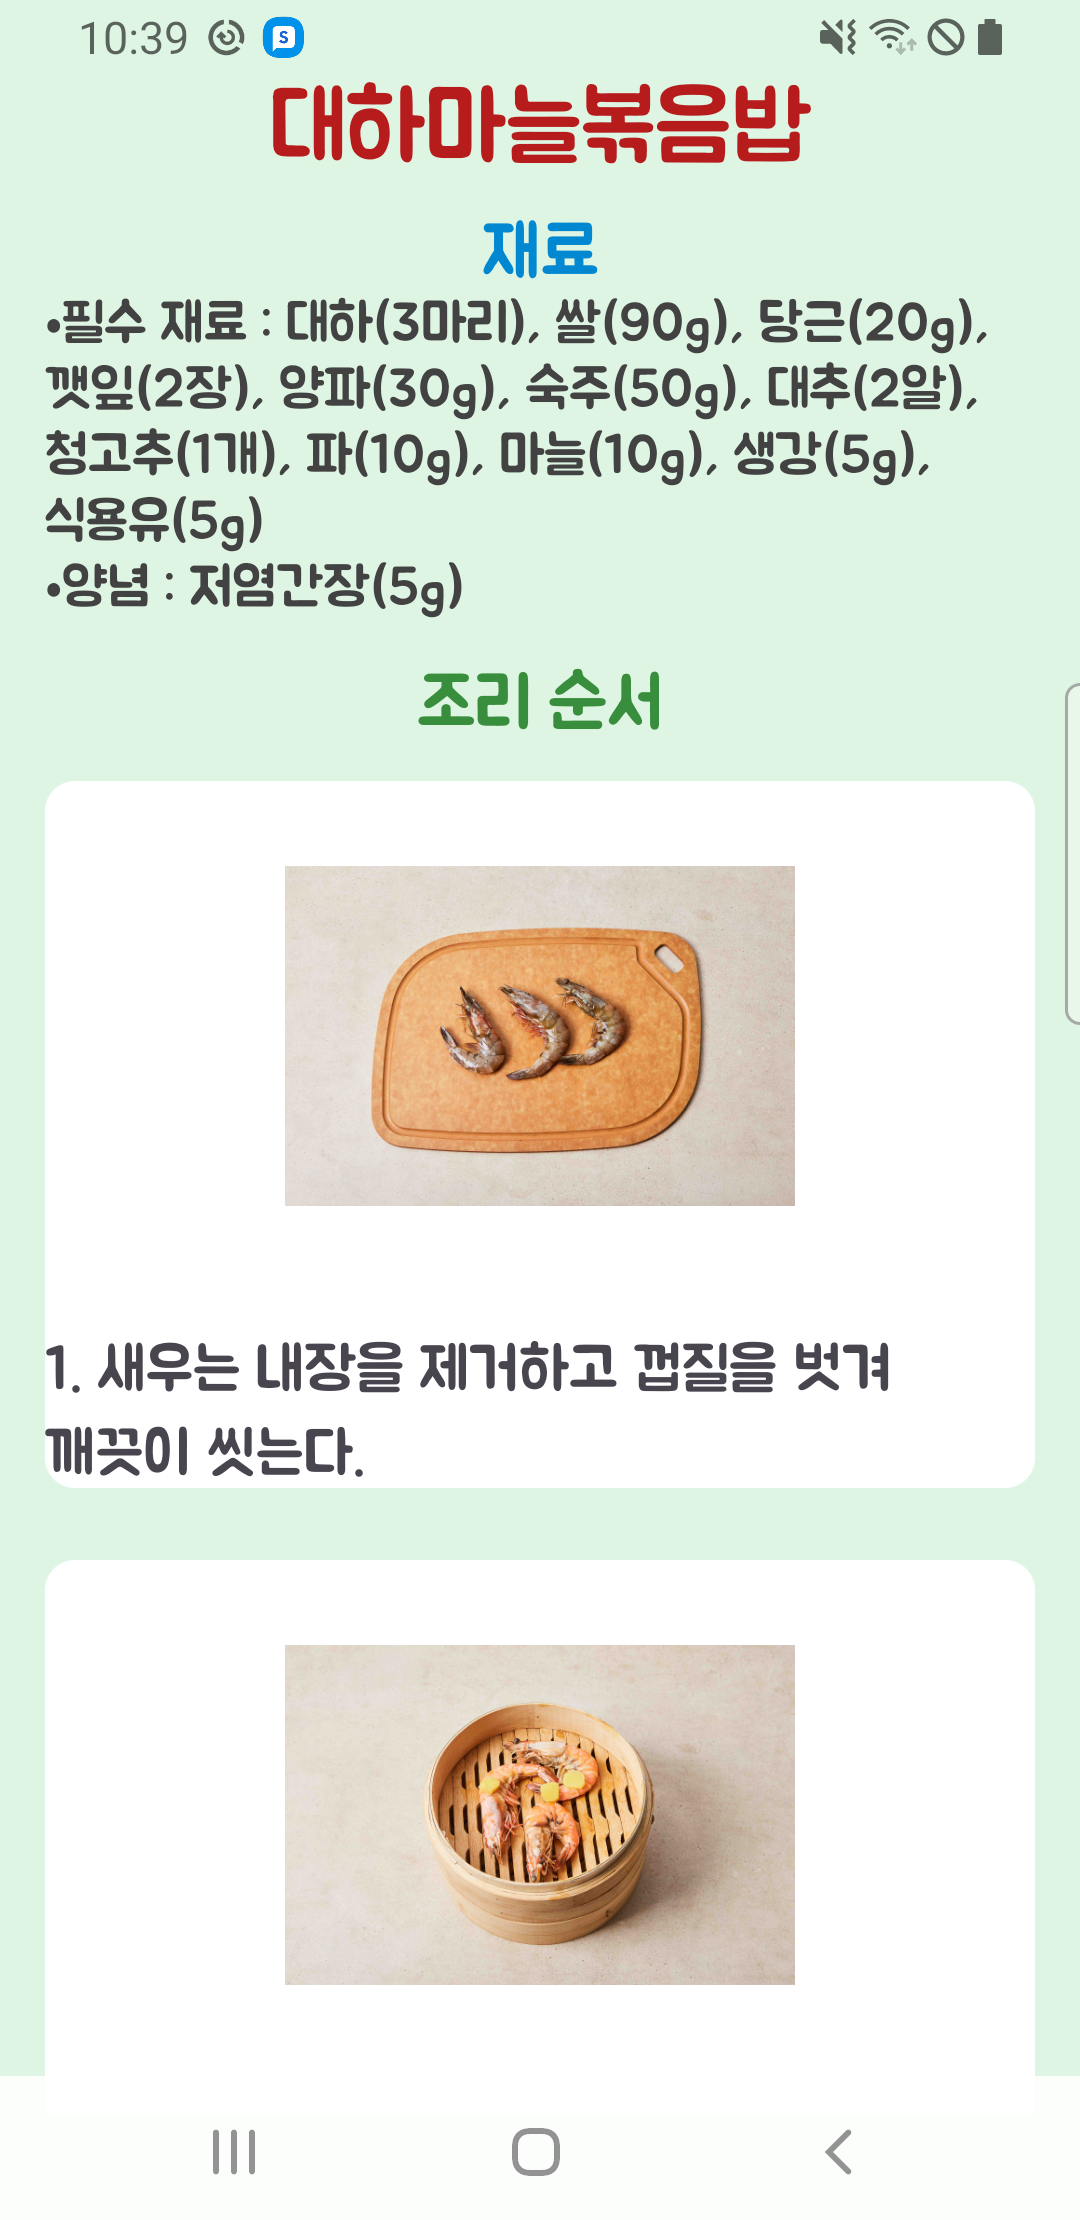 10:39
S
대하마늘볶음밥
재료
•필수 재료 : 대하(3마리), 쌀(90g), 당근(20g),
깻잎(2장), 양파(30g), 숙주(50g), 대추(2알),
청고추(1개), 파(10g), 마늘(10g), 생강(5g),
식용유(5g)
•양념 : 저염간장(5g)
조리 순서
1. 새우는 내장을 제거하고 껍질을 벗겨
깨끗이 씻는다.